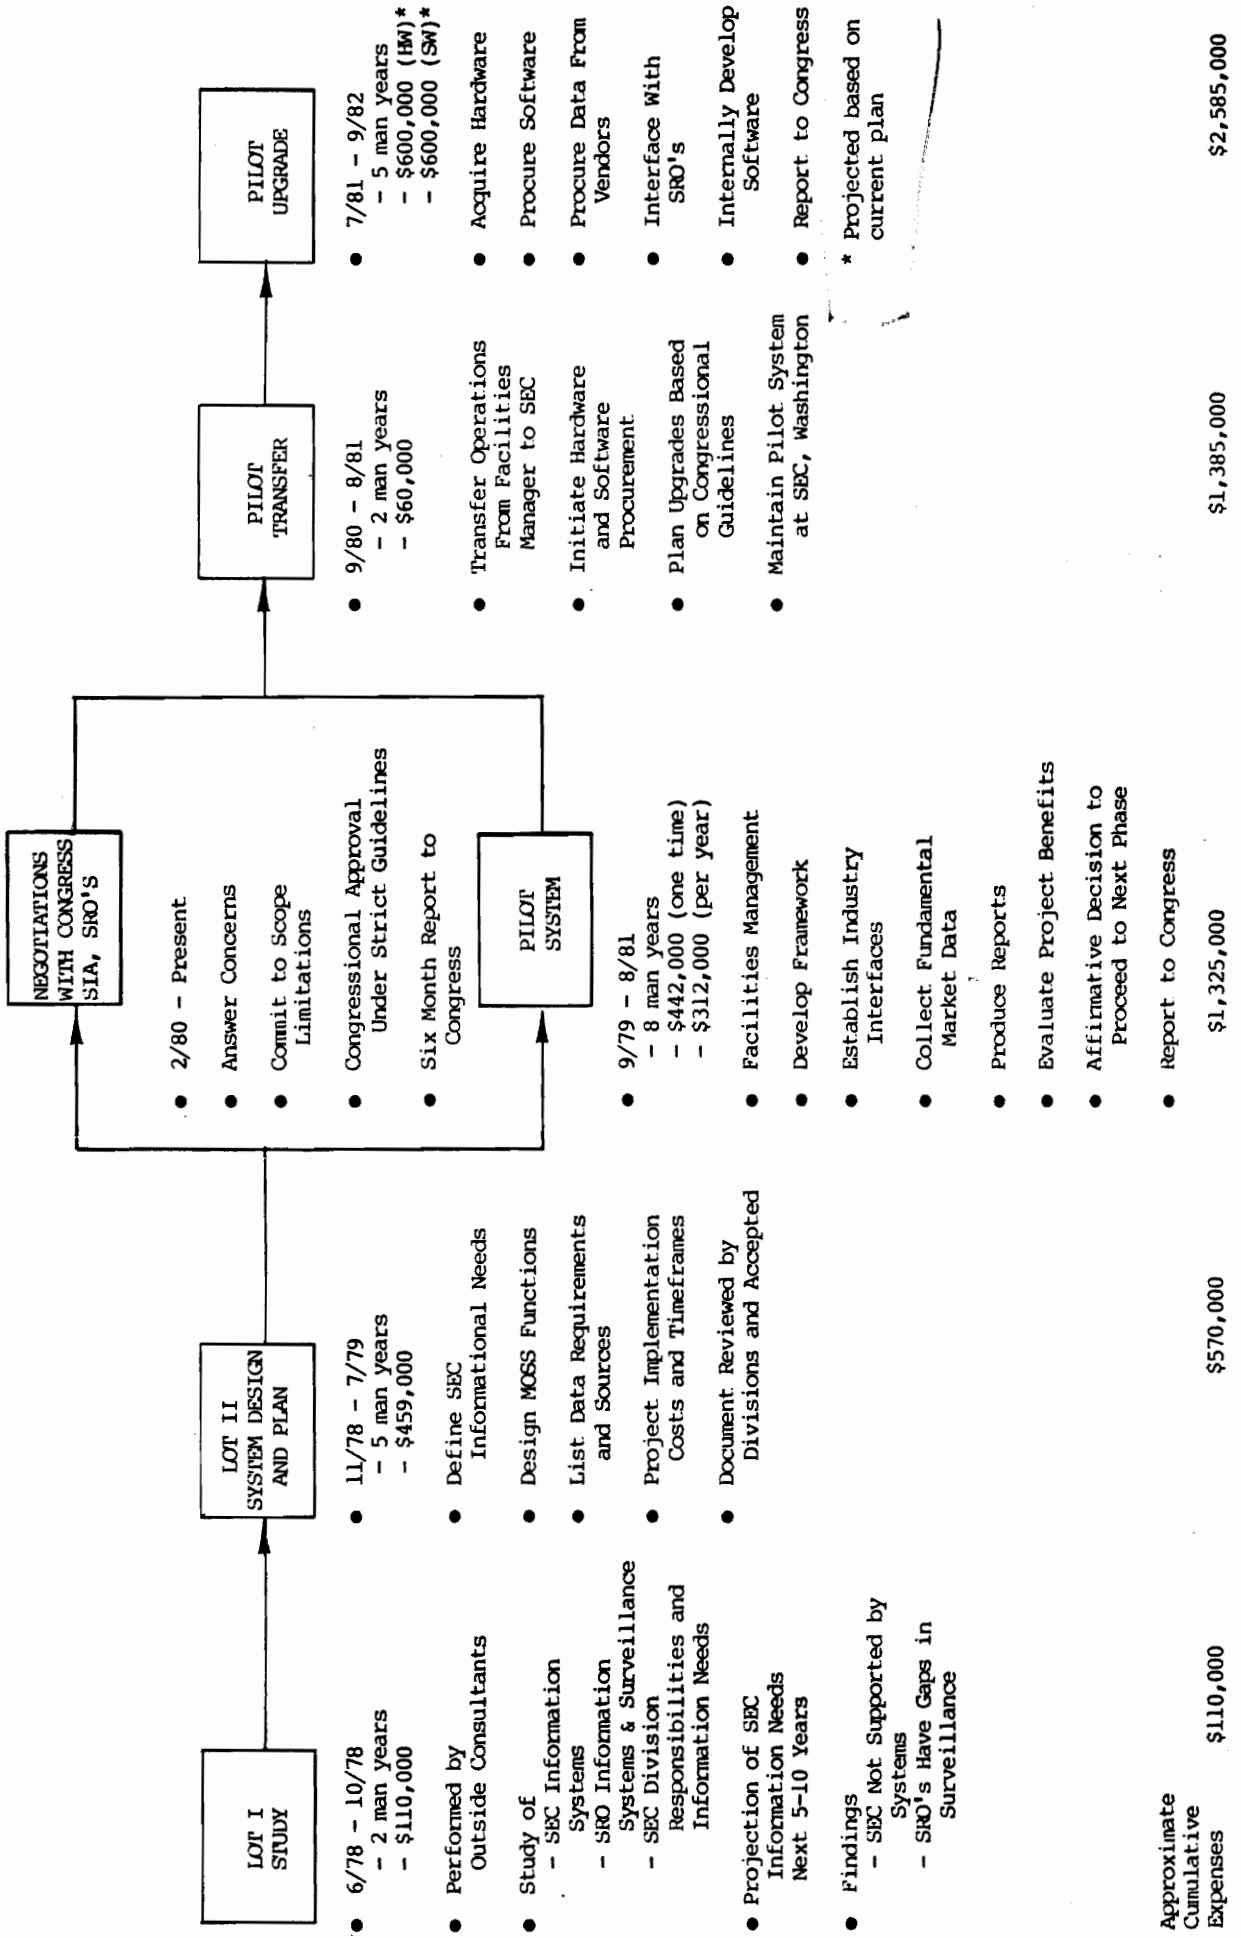 LOT I
STUDY
6/78 - 10/78
- 2 man years
- $110,000
Performed by
Outside Consultants
Study of
- SEC Information
Systems
- SRO Information
Systems & Surveillance
- SEC Division
Responsibilities and
Information Needs
Projection of SEC
Information Needs
Next 5-10 Years
Findings
- SEC Not Supported by
Systems
- SRO's Have Gaps in
Surveillance
LOT II
SYSTEM DESIGN
AND PLAN
11/78 - 7/79
- 5 man years
- $459,000
Define SEC
Informational Needs
Design MOSS Functions
List Data Requirements
and Sources
Project Implementation
Costs and Timeframes
Document Reviewed by
Divisions and Accepted
NEGOTIATIONS
WITH CONGRESS
SIA, SRO'S
2/80 - Present
Answer Concerns
Commit to Scope
Limitations
Congressional Approval
Under Strict Guidelines
Six Month Report to
Congress
PILOT
SYSTEM
9/79 - 8/81
- 8 man years
- $442,000 (one time)
- $312,000 (per year)
Facilities Management
Develop Framework
Establish Industry
Interfaces
Collect Fundamental
Market Data
Produce Reports
Evaluate Project Benefits
Affirmative Decision to
Proceed to Next Phase
Report to Congress
PILOT
TRANSFER
9/80 - 8/81
- 2 man years
- $60,000
Transfer Operations
From Facilities
Manager to SEC
Initiate Hardware
and Software
Procurement
Plan Upgrades Based
on Congressional
Guidelines
Maintain Pilot System
at SEC, Washington
PILOT
UPGRADE
7/81 - 9/82
- 5 man years
- $600,000 (HW)*
- $600,000 (SW)*
Acquire Hardware
Procure Software
Procure Data From
Vendors
Interface With
SRO's
Internally Develop
Software
Report to Congress
* Projected based on
current plan
Approximate
Cumulative
Expenses $110,000 $570,000 $1,325,000 $1,385,000 $2,585,000